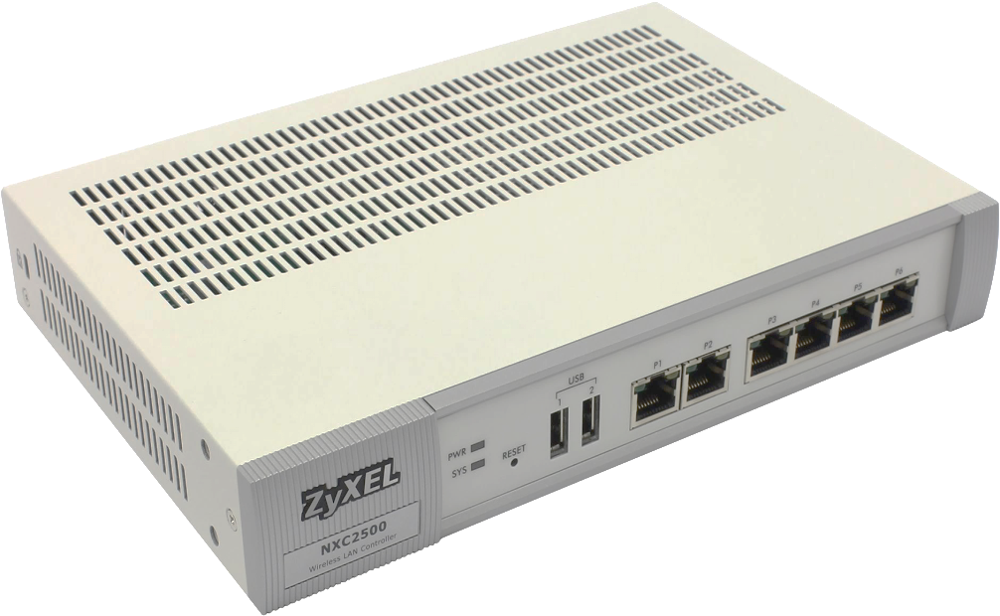 ZyXEL
NXC2500
Wireless LAN Controller
PWR
SYS
RESET
USB
1 2
P1 P2 P3 P4 P5 P6